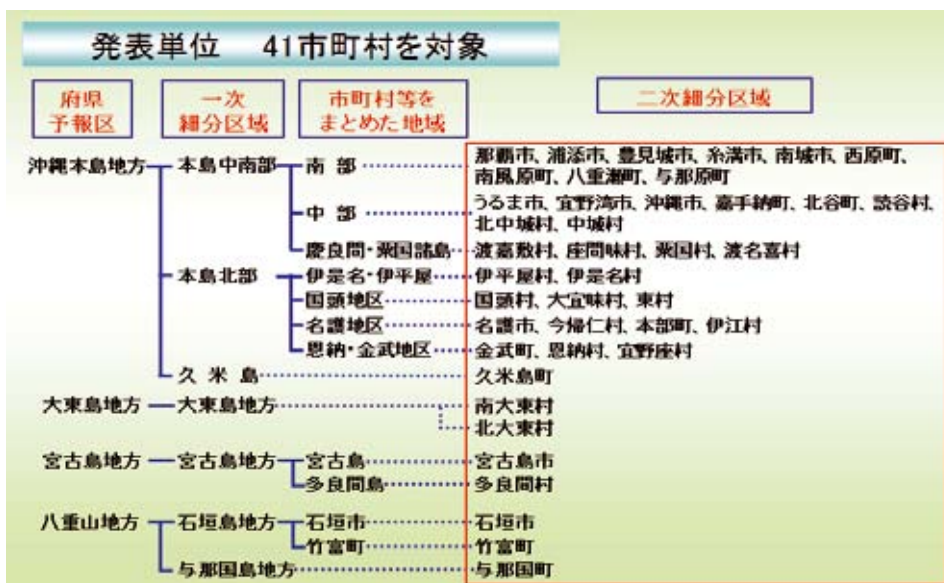 発表単位　41市町村を対象
府県
予報区
一次
細分区域
市町村等を
まとめた地域
二次細分区域
沖縄本島地方
本島中南部
南部
那覇市、浦添市、豊見城市、糸満市、南城市、西原町、
南風原町、八重瀬町、与那原町
中部
うるま市、宜野湾市、沖縄市、嘉手納町、北谷町、読谷村、
北中城村、中城村
慶良間・粟国諸島
渡嘉敷村、座間味村、粟国村、渡名喜村
本島北部
伊是名・伊平屋
伊平屋村、伊是名村
国頭地区
国頭村、大宜味村、東村
名護地区
名護市、今帰仁村、本部町、伊江村
恩納・金武地区
金武町、恩納村、宜野座村
久米島
久米島町
大東島地方
大東島地方
南大東村
北大東村
宮古島地方
宮古島地方
宮古島
宮古島市
多良間島
多良間村
八重山地方
石垣島地方
石垣市
石垣市
竹富町
竹富町
与那国島地方
与那国町